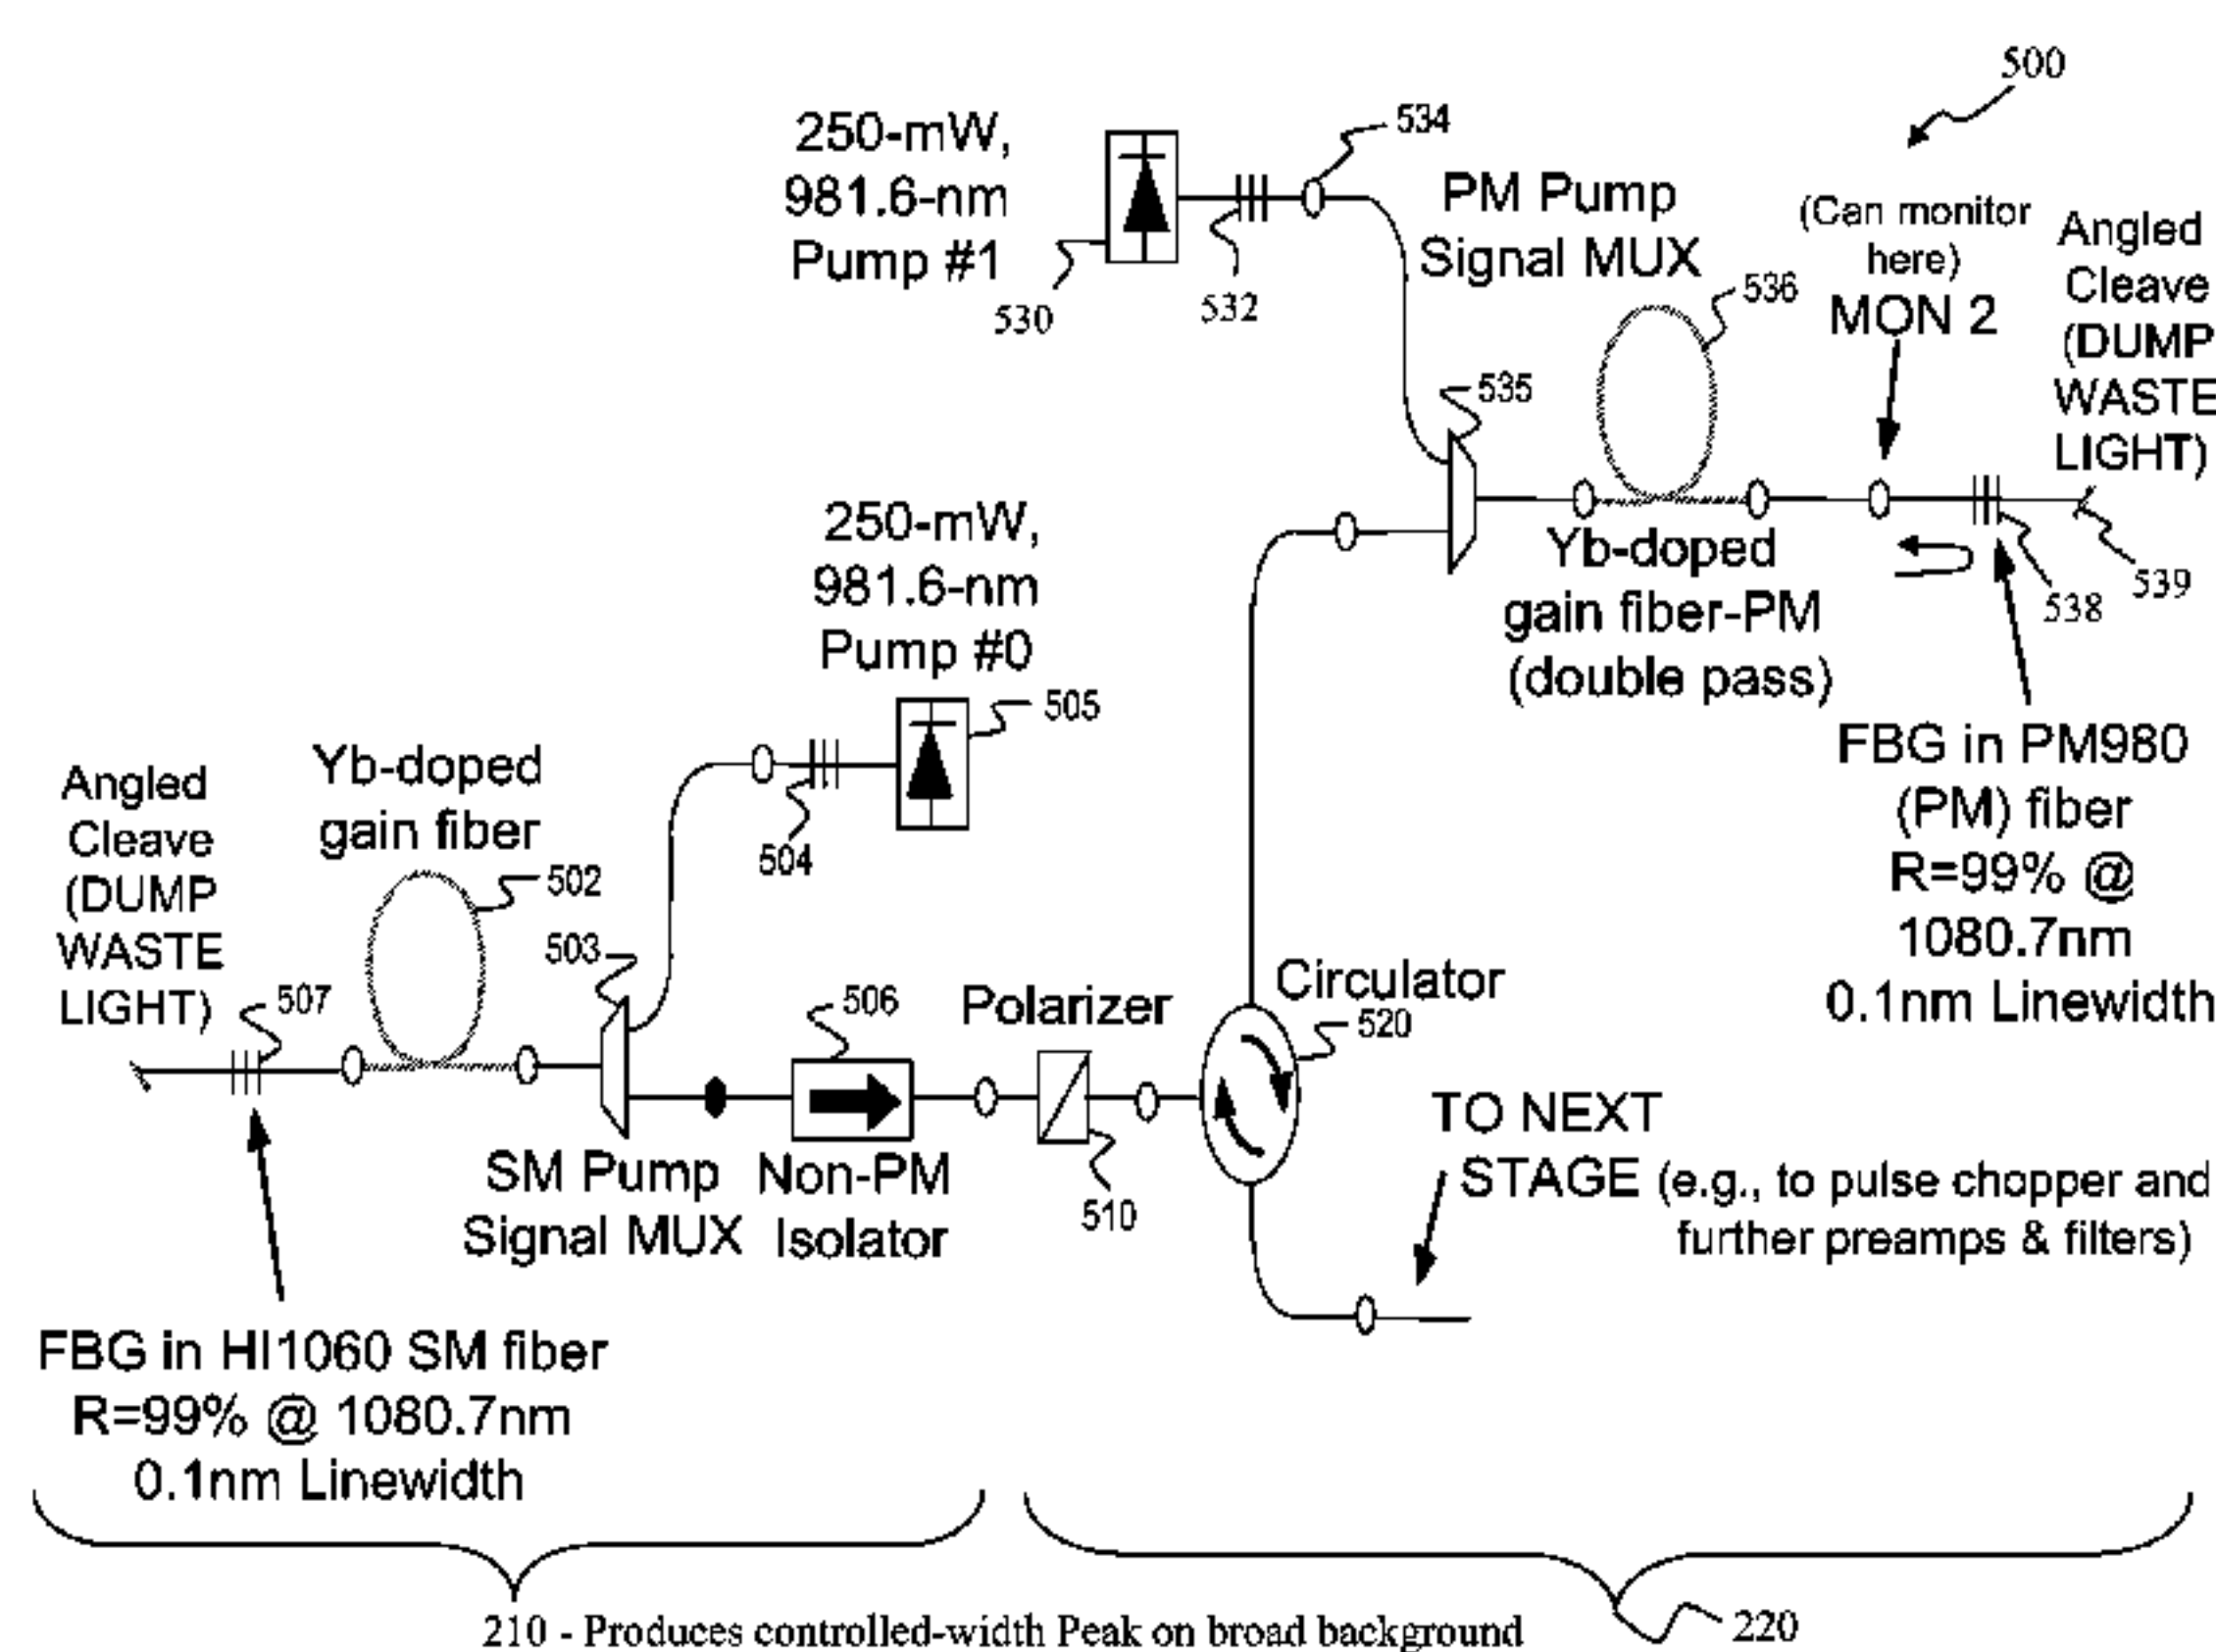 500
250-mW,
981.6-nm
Pump #1
530
532
534
PM Pump
Signal MUX
535
536
(Can monitor
here)
MON 2
Angled
Cleave
(DUMP
WASTE
LIGHT)
539
538
Yb-doped
gain fiber-PM
(double pass)
FBG in PM980
(PM) fiber
R=99% @
1080.7nm
0.1nm Linewidth
250-mW,
981.6-nm
Pump #0
505
504
Angled
Cleave
(DUMP
WASTE
LIGHT)
507
Yb-doped
gain fiber
502
503
SM Pump
Signal MUX
506
Non-PM
Isolator
Polarizer
510
Circulator
520
TO NEXT
STAGE (e.g., to pulse chopper and
further preamps & filters)
FBG in HI1060 SM fiber
R=99% @ 1080.7nm
0.1nm Linewidth
210 - Produces controlled-width Peak on broad background
220